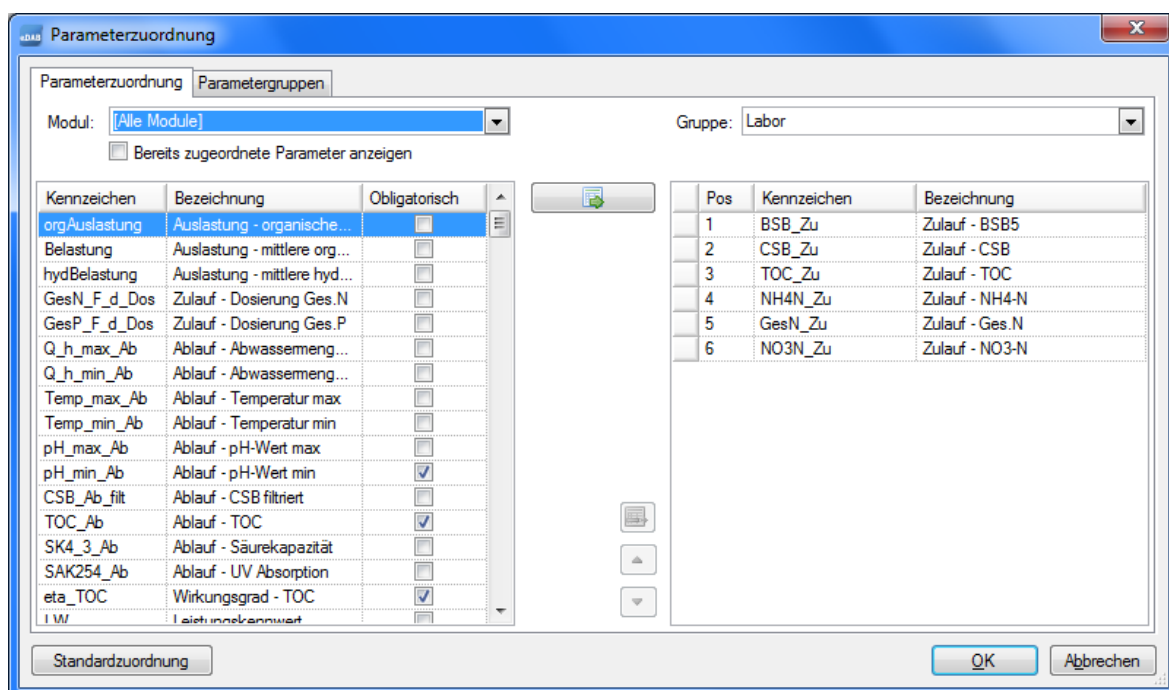 eDAB Parameterzuordnung
Parameterzuordnung Parametergruppen
Modul: [Alle Module] Gruppe: Labor
Bereits zugeordnete Parameter anzeigen
Kennzeichen Bezeichnung Obligatorisch Pos Kennzeichen Bezeichnung
orgAuslastung Auslastung - organische... 1 BSB_Zu Zulauf - BSB5
Belastung Auslastung - mittlere org... 2 CSB_Zu Zulauf - CSB
hydBelastung Auslastung - mittlere hyd... 3 TOC_Zu Zulauf - TOC
GesN_F_d_Dos Zulauf - Dosierung Ges.N 4 NH4N_Zu Zulauf - NH4-N
GesP_F_d_Dos Zulauf - Dosierung Ges.P 5 GesN_Zu Zulauf - Ges.N
Q_h_max_Ab Ablauf - Abwassermeng... 6 NO3N_Zu Zulauf - NO3-N
Q_h_min_Ab Ablauf - Abwassermeng...
Temp_max_Ab Ablauf - Temperatur max
Temp_min_Ab Ablauf - Temperatur min
pH_max_Ab Ablauf - pH-Wert max
pH_min_Ab Ablauf - pH-Wert min
CSB_Ab_filt Ablauf - CSB filtriert
TOC_Ab Ablauf - TOC
SK4_3_Ab Ablauf - Säurekapazität
SAK254_Ab Ablauf - UV Absorption
eta_TOC Wirkungsgrad - TOC
LW Leistungskennwert
Standardzuordnung OK Abbrechen